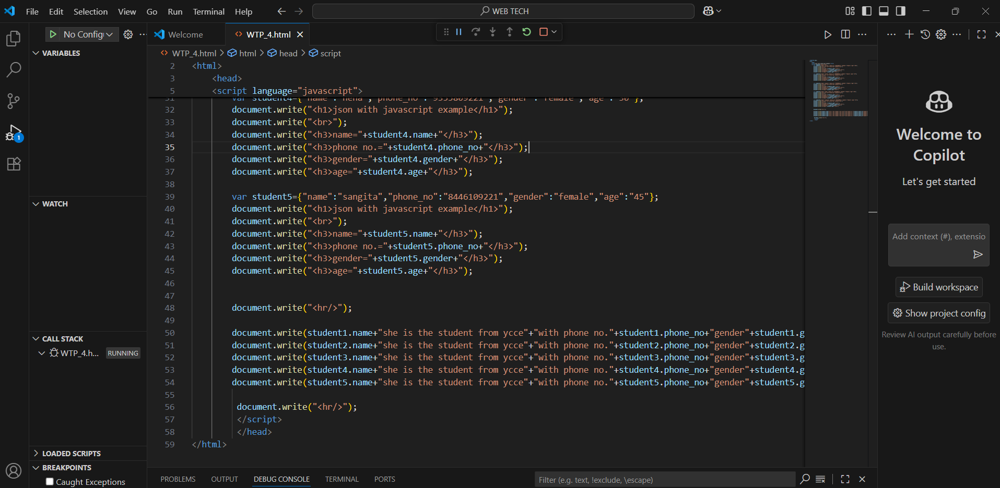 File Edit Selection View Go Run Terminal Help
WEB TECH
No Config
Welcome
WTP_4.html
VARIABLES
WTP_4.html > html > head > script
2 <html>
3 <head>
5 <script language="javascript">
31 var student4={"name":"neha","phone_no":"9555809221","gender":"female","age":"30"};
32 document.write("<h1>json with javascript example</h1>");
33 document.write("<br>");
34 document.write("<h3>name="+student4.name+"</h3>");
35 document.write("<h3>phone no.="+student4.phone_no+"</h3>");
36 document.write("<h3>gender="+student4.gender+"</h3>");
37 document.write("<h3>age="+student4.age+"</h3>");
38
39 var student5={"name":"sangita","phone_no":"8446109221","gender":"female","age":"45"};
40 document.write("<h1>json with javascript example</h1>");
41 document.write("<br>");
42 document.write("<h3>name="+student5.name+"</h3>");
43 document.write("<h3>phone no.="+student5.phone_no+"</h3>");
44 document.write("<h3>gender="+student5.gender+"</h3>");
45 document.write("<h3>age="+student5.age+"</h3>");
46
47
48 document.write("<hr/>");
49
50 document.write(student1.name+"she is the student from ycce"+"with phone no."+student1.phone_no+"gender"+student1.g
51 document.write(student2.name+"she is the student from ycce"+"with phone no."+student2.phone_no+"gender"+student2.g
52 document.write(student3.name+"she is the student from ycce"+"with phone no."+student3.phone_no+"gender"+student3.g
53 document.write(student4.name+"she is the student from ycce"+"with phone no."+student4.phone_no+"gender"+student4.g
54 document.write(student5.name+"she is the student from ycce"+"with phone no."+student5.phone_no+"gender"+student5.g
55
56 document.write("<hr/>");
57 </script>
58 </head>
59 </html>
1
WATCH
CALL STACK
WTP_4.h... RUNNING
LOADED SCRIPTS
BREAKPOINTS
Caught Exceptions
PROBLEMS OUTPUT DEBUG CONSOLE TERMINAL PORTS
Filter (e.g. text, !exclude, \escape)
Welcome to
Copilot
Let's get started
Add context (#), extensio
Build workspace
Show project config
Review AI output carefully before
use.